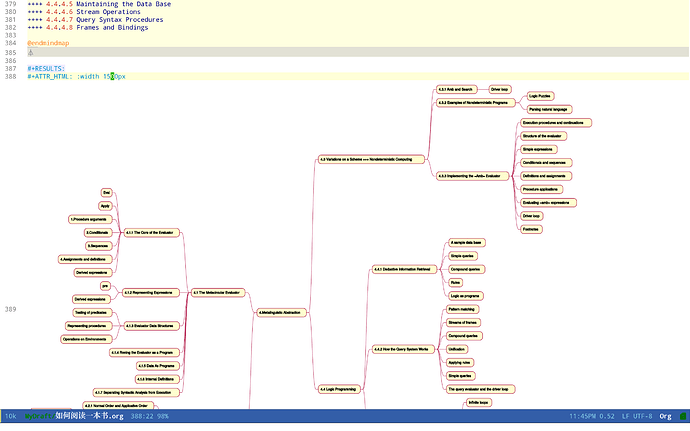 379 ++++ 4.4.4.5 Maintaining the Data Base
380 ++++ 4.4.4.6 Stream Operations
381 ++++ 4.4.4.7 Query Syntax Procedures
382 ++++ 4.4.4.8 Frames and Bindings
383
384 @endmindmap
385
386
387 #+RESULTS:
388 #+ATTR_HTML: :width 1500px
4.3.1 Amb and Search
Driver loop
4.3.2 Examples of Nondeterministic Programs
Logic Puzzles
Parsing natural language
Execution procedures and continuations
Structure of the evaluator
Simple expressions
4.3 Variations on a Scheme === Nondeterministic Computing
Conditionals and sequences
4.3.3 Implementing the =Amb= Evaluator
Definitions and assignments
Procedure applications
Evaluating =amb= expressions
Driver loop
Footnotes
Eval
Apply
1.Procedure arguments
2.Conditionals
4.1.1 The Core of the Evaluator
3.Sequences
4.Assignments and definitions
Derived expressions
A sample data base
Simple queries
4.4.1 Deductive Information Retrieval
Compound queries
Rules
Logic as programs
pro
4.1.2 Representing Expressions
Derived expressions
4.1 The Metacircular Evaluator
Testing of predicates
Representing procedures
4.1.3 Evaluator Data Structures
Operations on Environments
389
4.Metalinguistic Abstraction
Pattern matching
Streams of frames
Compound queries
4.4.2 How the Query System Works
Unification
Applying rules
Simple queries
The query evaluator and the driver loop
4.1.4 Running the Evaluator as a Program
4.1.5 Data as Programs
4.1.6 Internal Definitions
4.1.7 Separating Syntactic Analysis from Execution
4.4 Logic Programming
4.2.1 Normal Order and Applicative Order
Infinite loops
10k
如何阅读一本书.org 388:22 98%
11:45PM 0.52 LF UTF-8 Org